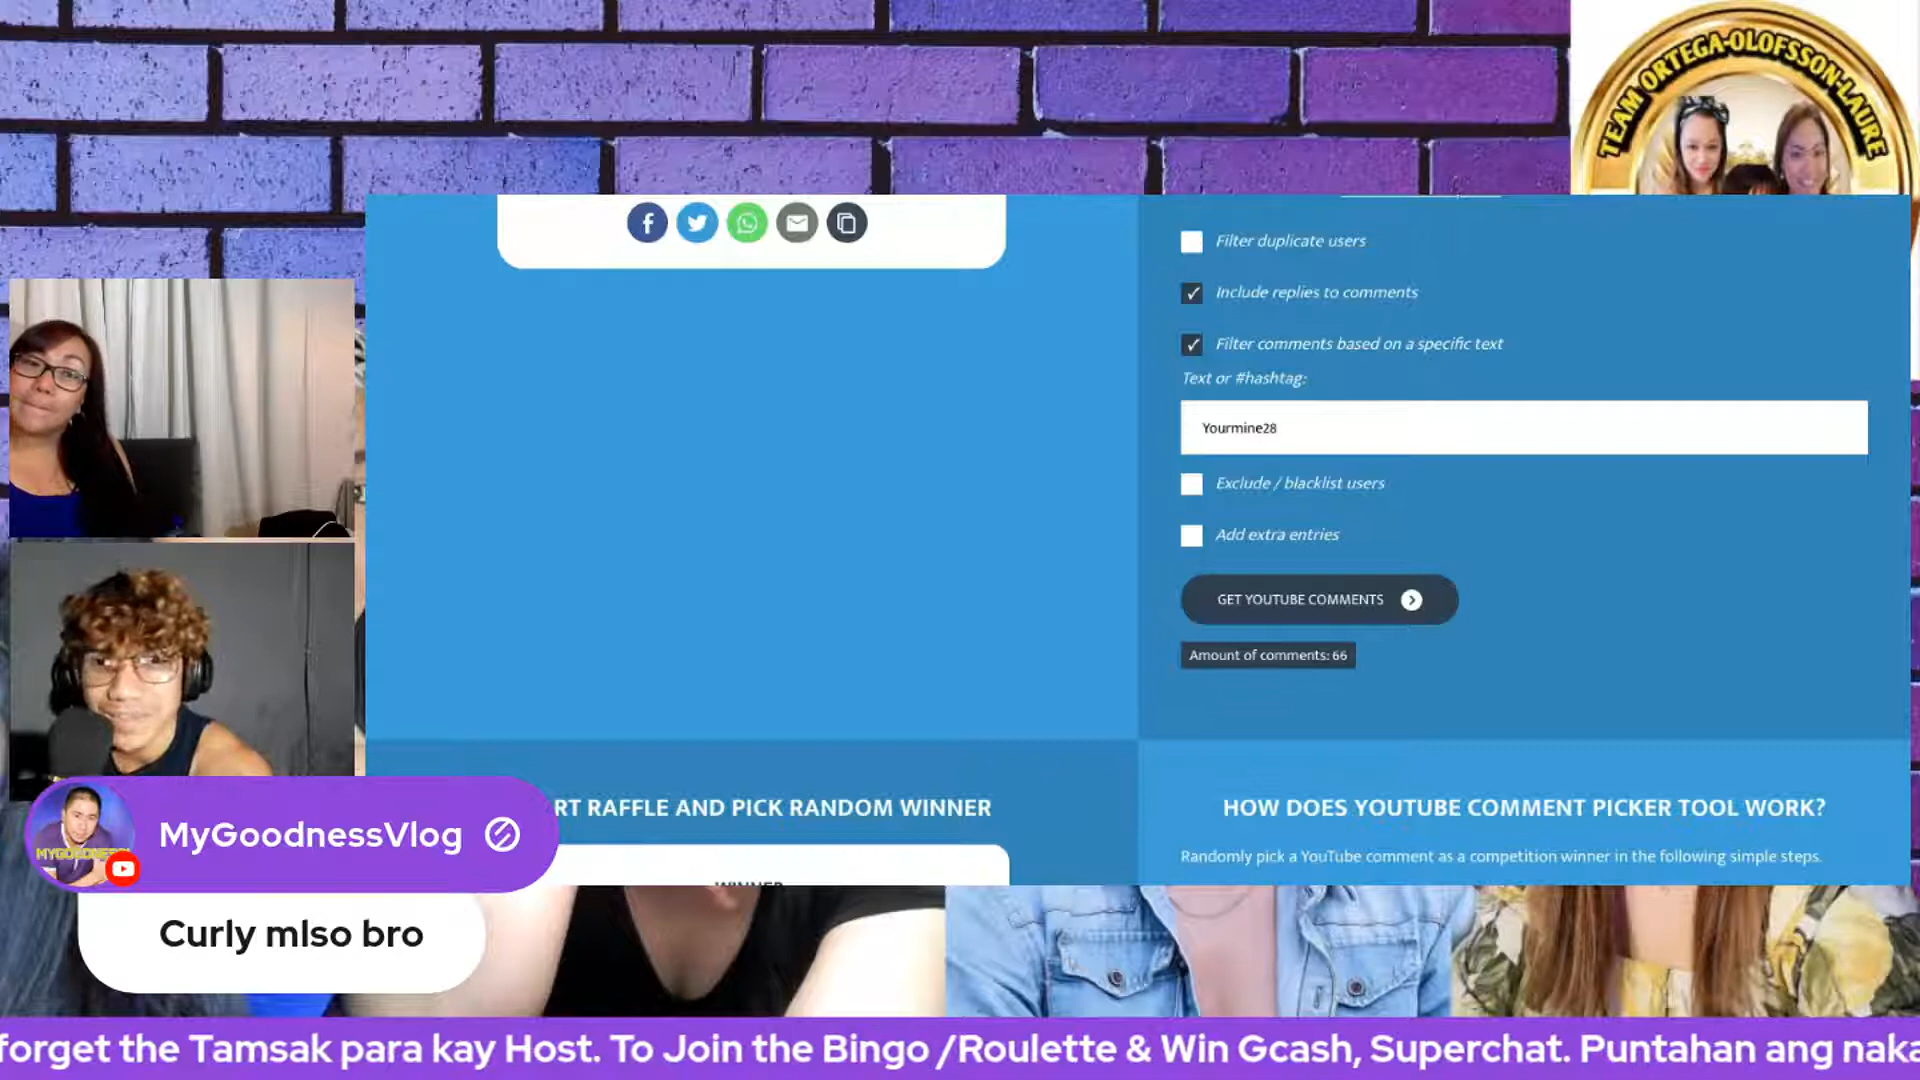 TEAM ORTEGA-OLOFSSON-LAURE
Filter duplicate users
Include replies to comments
Filter comments based on a specific text
Text or #hashtag:
Yourmine28
Exclude / blacklist users
Add extra entries
GET YOUTUBE COMMENTS
Amount of comments: 66
RT RAFFLE AND PICK RANDOM WINNER
WINNER
HOW DOES YOUTUBE COMMENT PICKER TOOL WORK?
Randomly pick a YouTube comment as a competition winner in the following simple steps.
MyGoodnessVlog
Curly mlso bro
forget the Tamsak para kay Host. To Join the Bingo /Roulette & Win Gcash, Superchat. Puntahan ang naka